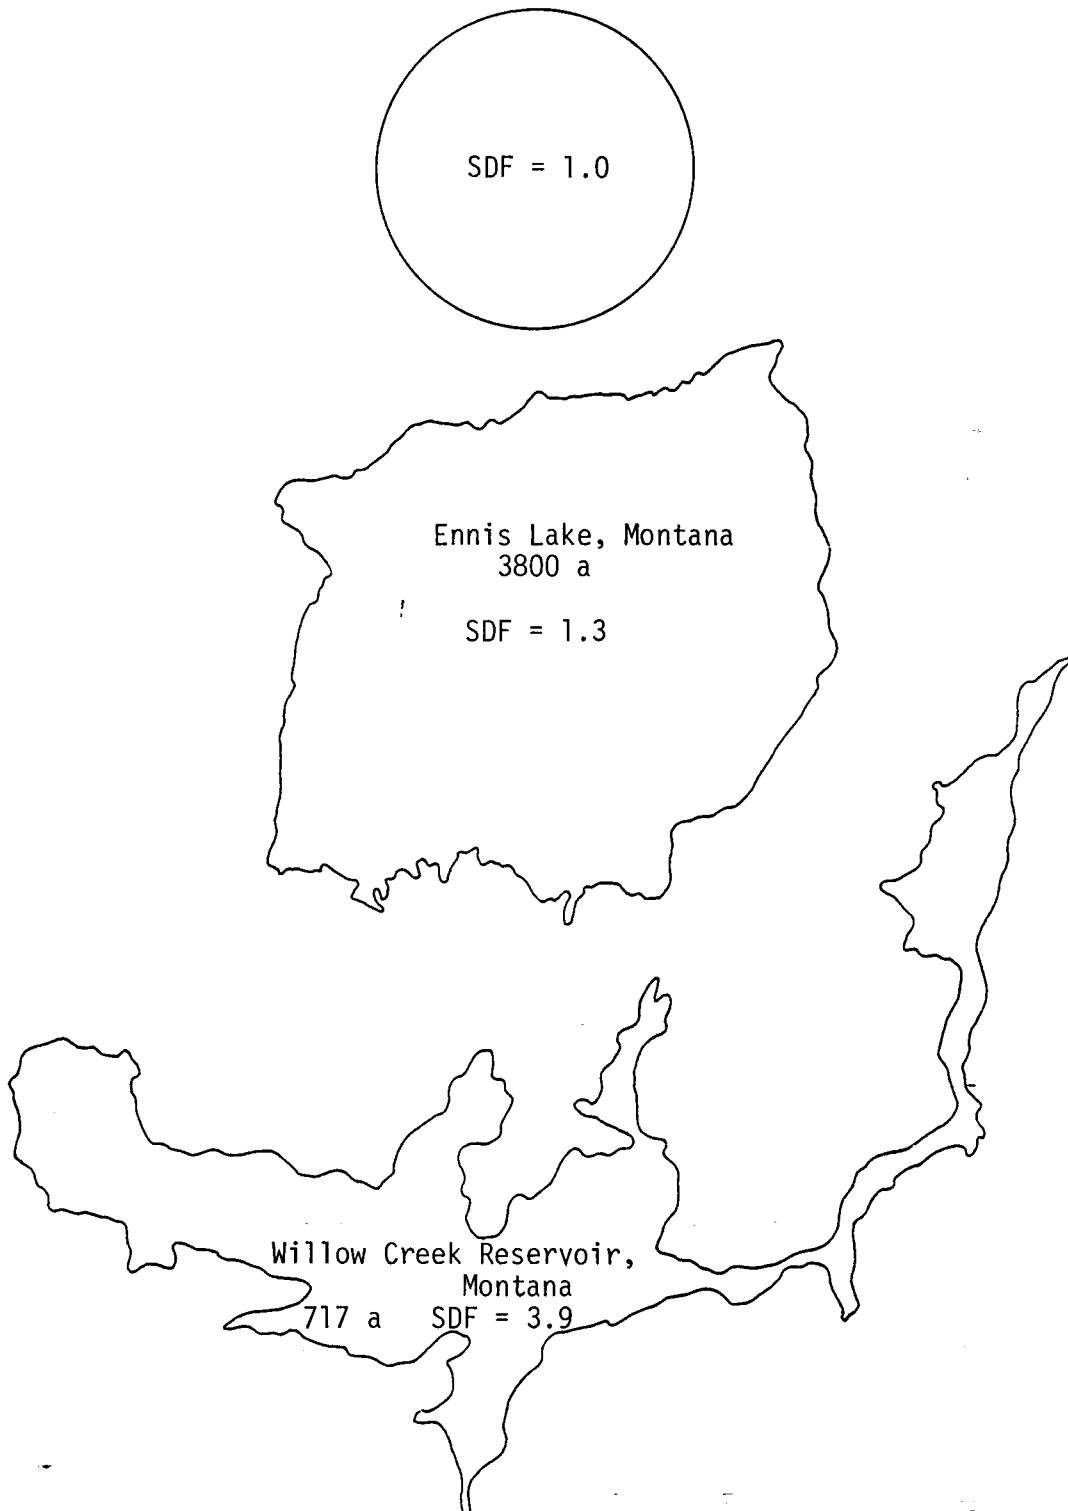 SDF = 1.0
Ennis Lake, Montana
3800 a
SDF = 1.3
Willow Creek Reservoir,
Montana
717 a SDF = 3.9